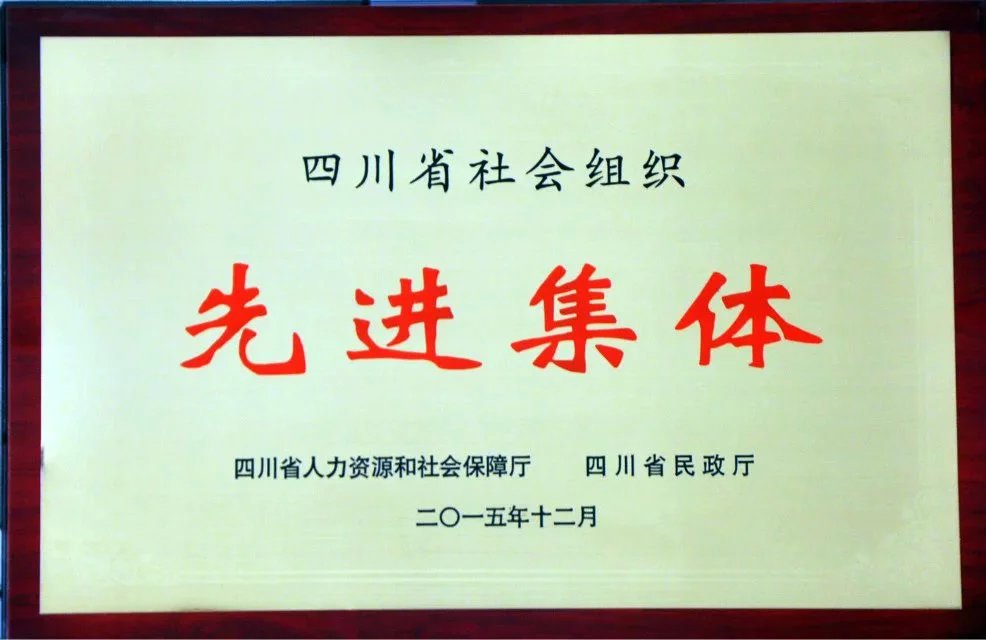 四川省社会组织
先进集体
四川省人力资源和社会保障厅 四川省民政厅
二〇一五年十二月